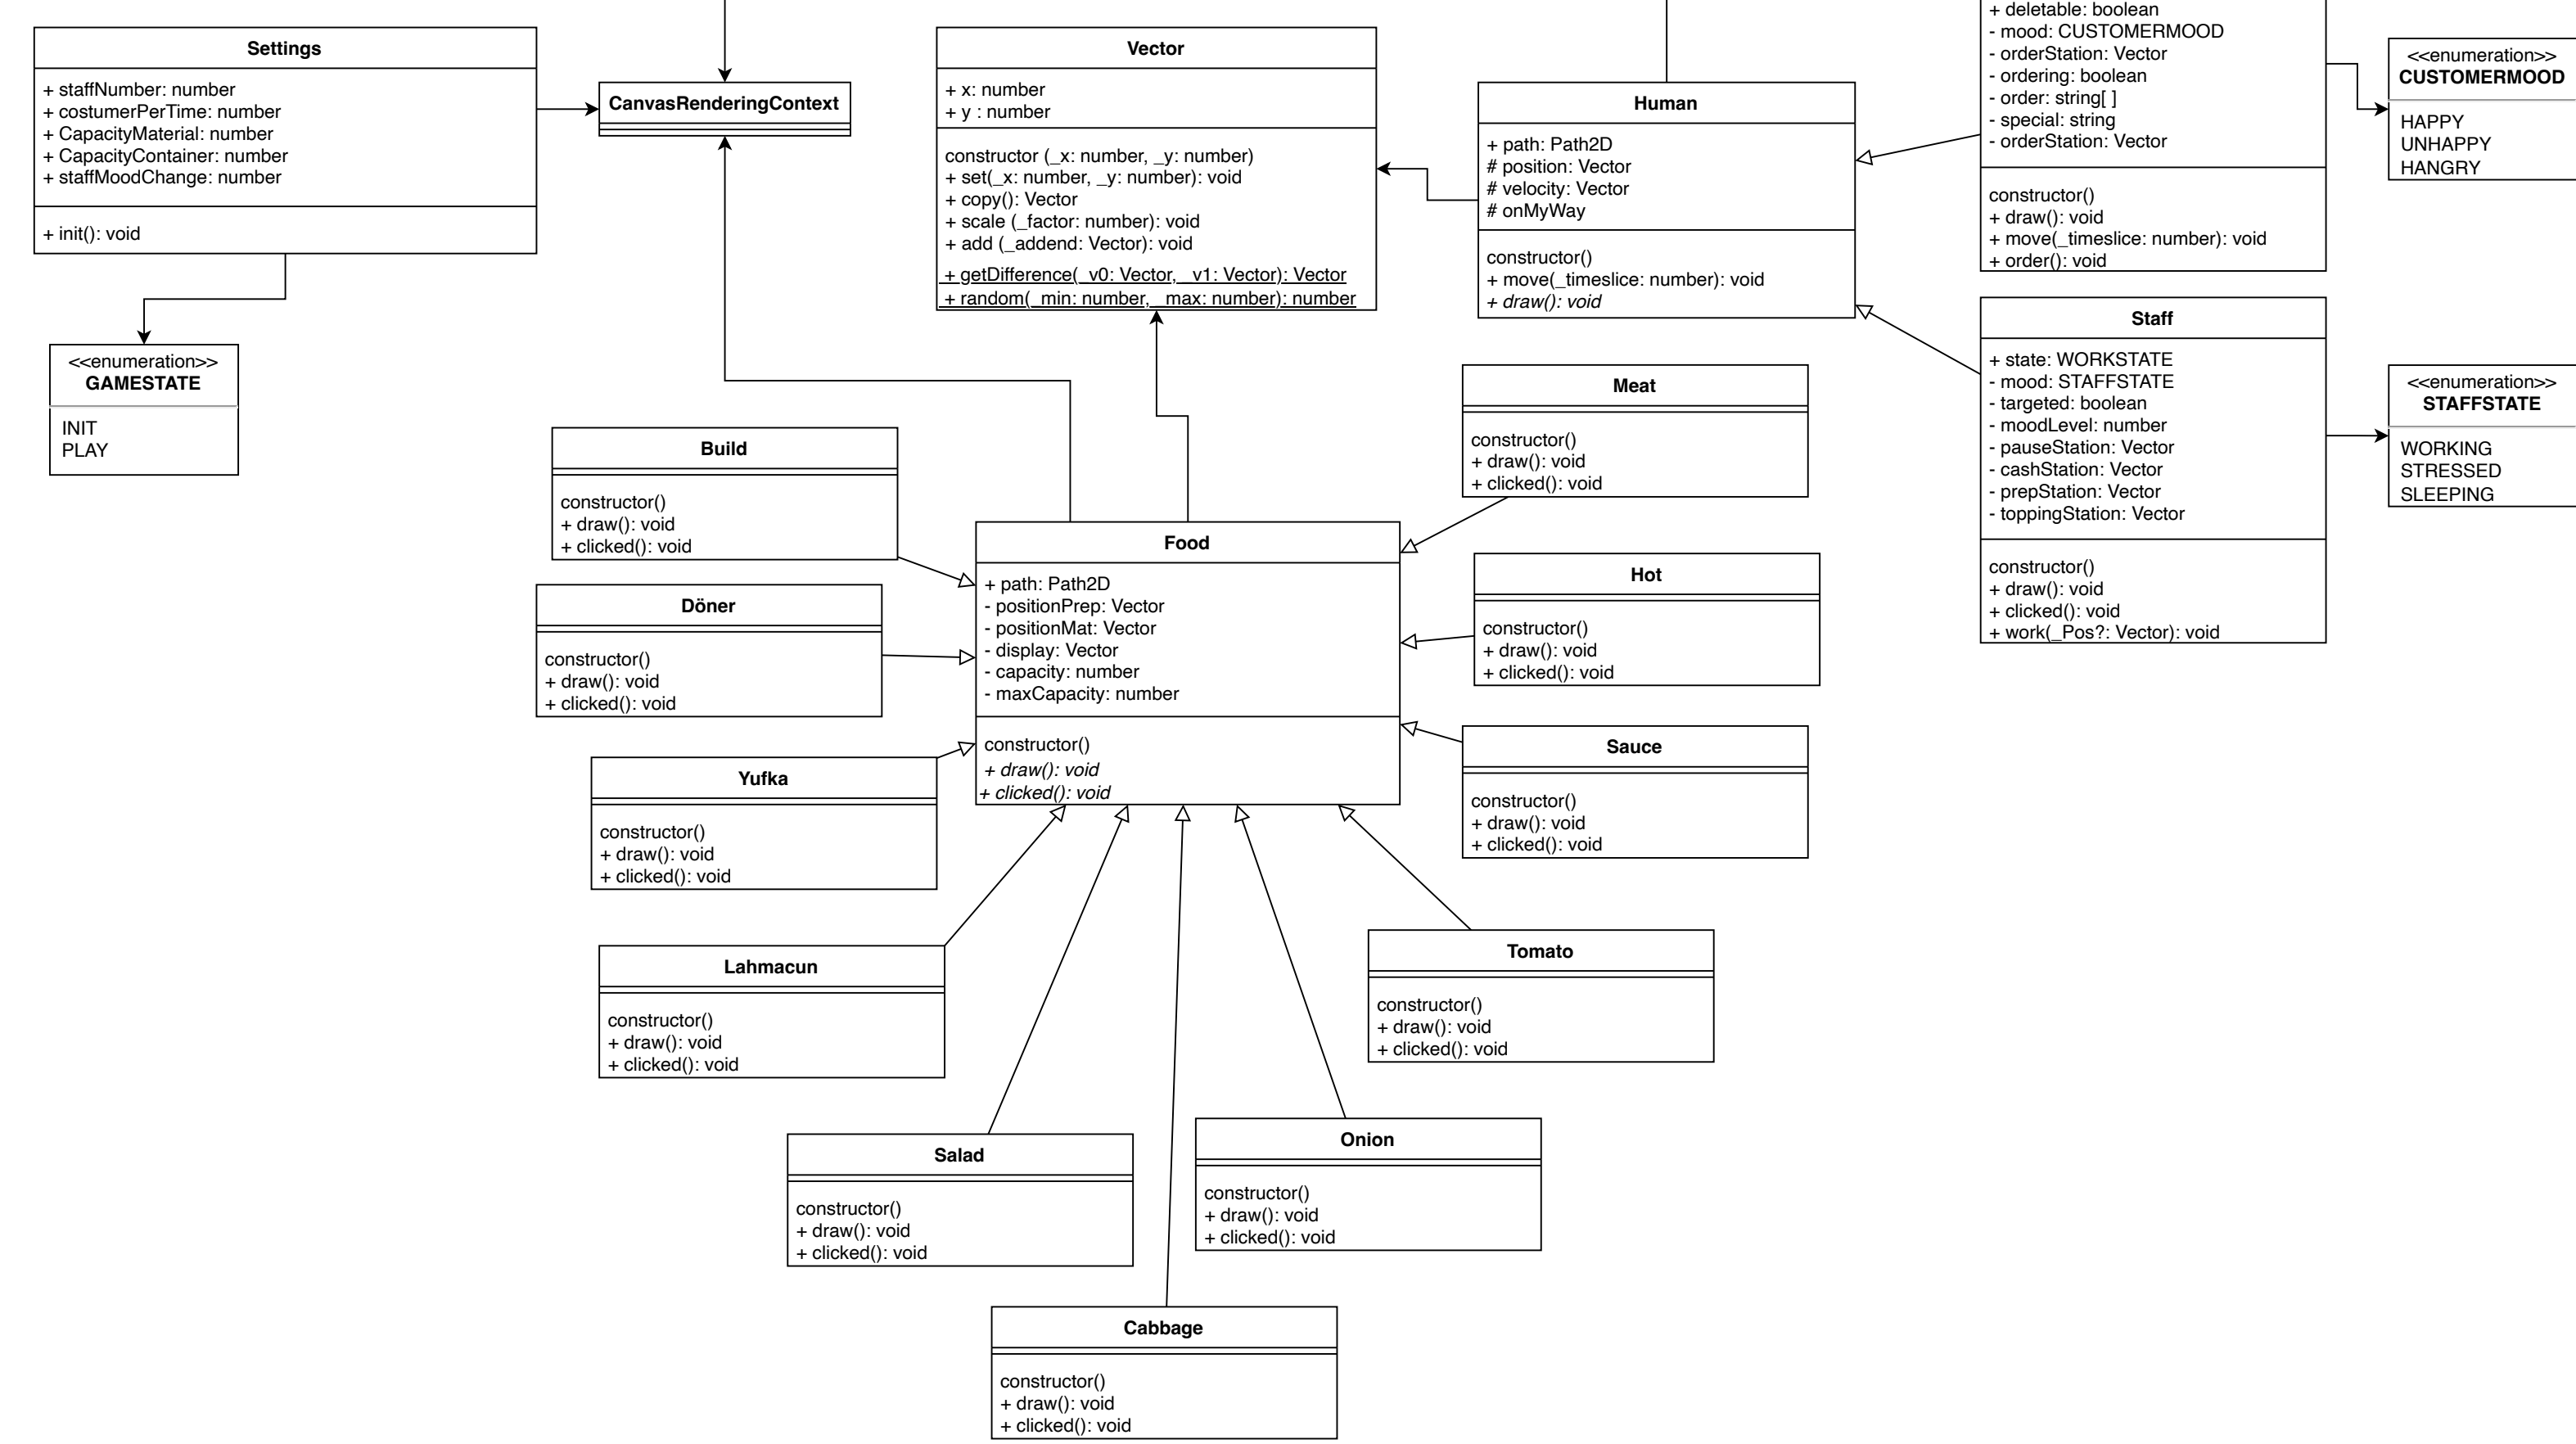 Settings
+ staffNumber: number
+ costumerPerTime: number
+ CapacityMaterial: number
+ CapacityContainer: number
+ staffMoodChange: number
+ init(): void
<<enumeration>>
GAMESTATE
INIT
PLAY
CanvasRenderingContext
Vector
+ x: number
+ y : number
constructor (_x: number, _y: number)
+ set(_x: number, _y: number): void
+ copy(): Vector
+ scale (_factor: number): void
+ add (_addend: Vector): void
+ getDifference(_v0: Vector, _v1: Vector): Vector
+ random(_min: number, _max: number): number
Human
+ path: Path2D
# position: Vector
# velocity: Vector
# onMyWay
constructor()
+ move(_timeslice: number): void
+ draw(): void
+ deletable: boolean
- mood: CUSTOMERMOOD
- orderStation: Vector
- ordering: boolean
- order: string[ ]
- special: string
- orderStation: Vector
constructor()
+ draw(): void
+ move(_timeslice: number): void
+ order(): void
<<enumeration>>
CUSTOMERMOOD
HAPPY
UNHAPPY
HANGRY
Staff
+ state: WORKSTATE
- mood: STAFFSTATE
- targeted: boolean
- moodLevel: number
- pauseStation: Vector
- cashStation: Vector
- prepStation: Vector
- toppingStation: Vector
constructor()
+ draw(): void
+ clicked(): void
+ work(_Pos?: Vector): void
<<enumeration>>
STAFFSTATE
WORKING
STRESSED
SLEEPING
Build
constructor()
+ draw(): void
+ clicked(): void
Döner
constructor()
+ draw(): void
+ clicked(): void
Yufka
constructor()
+ draw(): void
+ clicked(): void
Food
+ path: Path2D
- positionPrep: Vector
- positionMat: Vector
- display: Vector
- capacity: number
- maxCapacity: number
constructor()
+ draw(): void
+ clicked(): void
Meat
constructor()
+ draw(): void
+ clicked(): void
Hot
constructor()
+ draw(): void
+ clicked(): void
Sauce
constructor()
+ draw(): void
+ clicked(): void
Lahmacun
constructor()
+ draw(): void
+ clicked(): void
Tomato
constructor()
+ draw(): void
+ clicked(): void
Salad
constructor()
+ draw(): void
+ clicked(): void
Onion
constructor()
+ draw(): void
+ clicked(): void
Cabbage
constructor()
+ draw(): void
+ clicked(): void